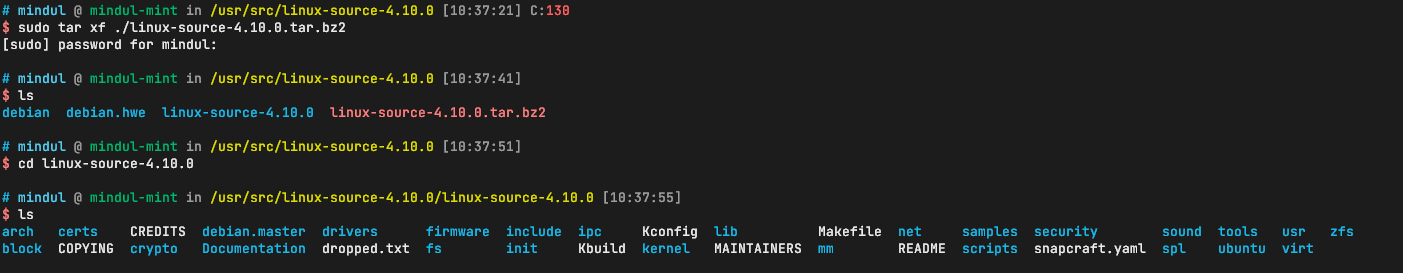 # mindul @ mindul-mint in /usr/src/linux-source-4.10.0 [10:37:21] C:130
$ sudo tar xf ./linux-source-4.10.0.tar.bz2
[sudo] password for mindul:
# mindul @ mindul-mint in /usr/src/linux-source-4.10.0 [10:37:41]
$ ls
debian  debian.hwe  linux-source-4.10.0  linux-source-4.10.0.tar.bz2
# mindul @ mindul-mint in /usr/src/linux-source-4.10.0 [10:37:51]
$ cd linux-source-4.10.0
# mindul @ mindul-mint in /usr/src/linux-source-4.10.0/linux-source-4.10.0 [10:37:55]
$ ls
arch   certs    CREDITS  debian.master  drivers      firmware  include  ipc     Kconfig  lib          Makefile  net     samples  security        sound  tools   usr   zfs
block  COPYING  crypto   Documentation  dropped.txt  fs        init     Kbuild  kernel   MAINTAINERS  mm        README  scripts  snapcraft.yaml  spl    ubuntu  virt